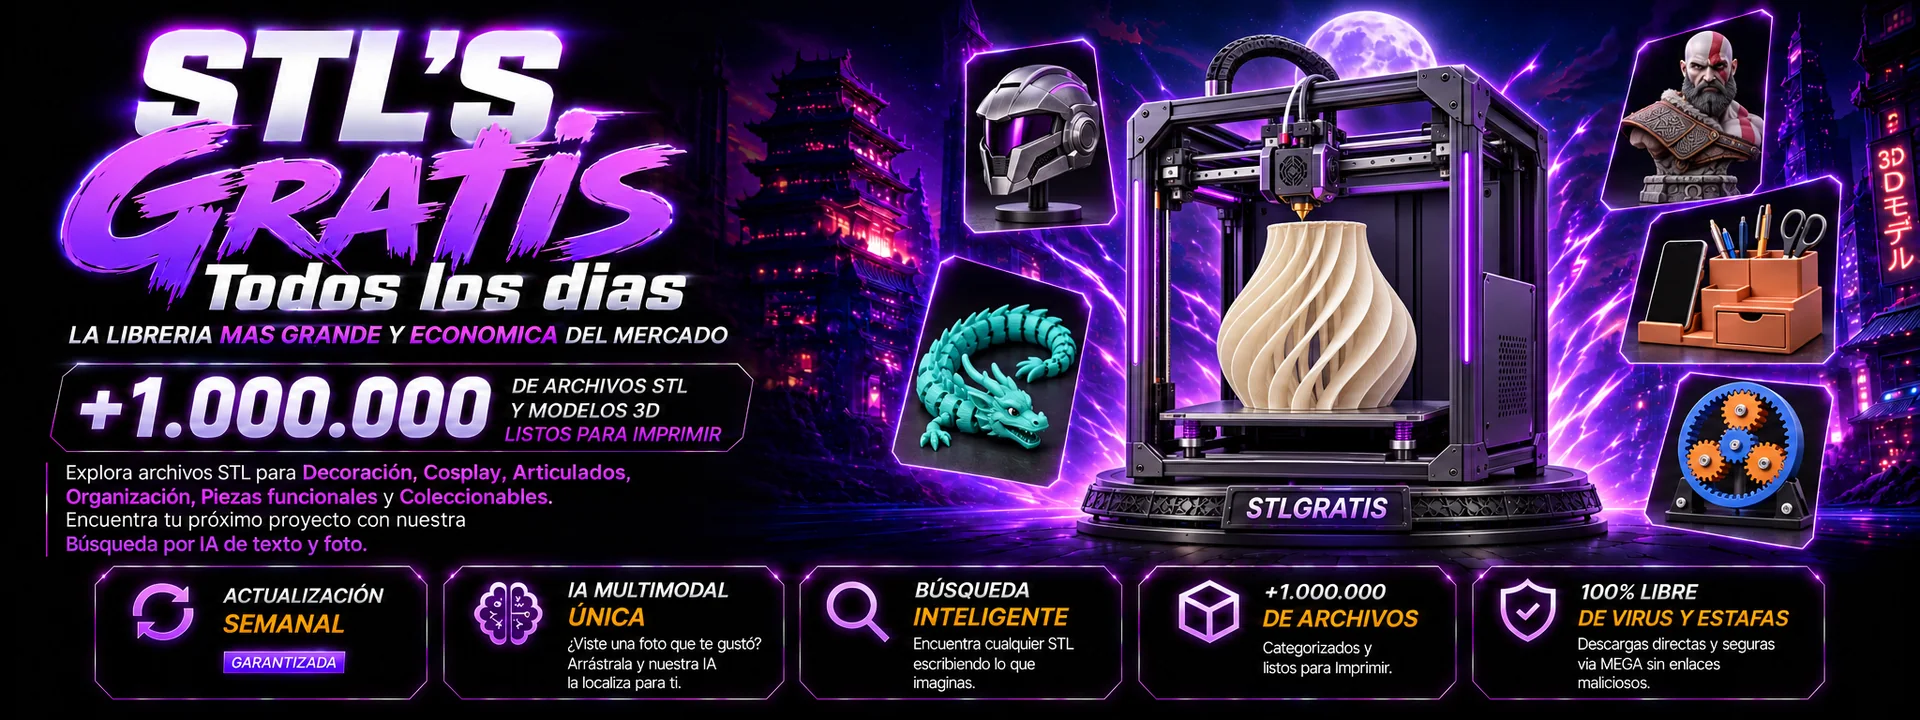 STL'S
GRATIS
Todos los dias
LA LIBRERIA MAS GRANDE Y ECONOMICA DEL MERCADO
+1.000.000
DE ARCHIVOS STL
Y MODELOS 3D
LISTOS PARA IMPRIMIR
Explora archivos STL para Decoración, Cosplay, Articulados,
Organización, Piezas funcionales y Coleccionables.
Encuentra tu próximo proyecto con nuestra
Búsqueda por IA de texto y foto.
STLGRATIS
3Dモデル
ACTUALIZACIÓN
SEMANAL
GARANTIZADA
IA MULTIMODAL
ÚNICA
¿Viste una foto que te gustó?
Arrástrala y nuestra IA
la localiza para ti.
BÚSQUEDA
INTELIGENTE
Encuentra cualquier STL
escribiendo lo que
imaginas.
+1.000.000
DE ARCHIVOS
Categorizados y
listos para Imprimir.
100% LIBRE
DE VIRUS Y ESTAFAS
Descargas directas y seguras
via MEGA sin enlaces
maliciosos.